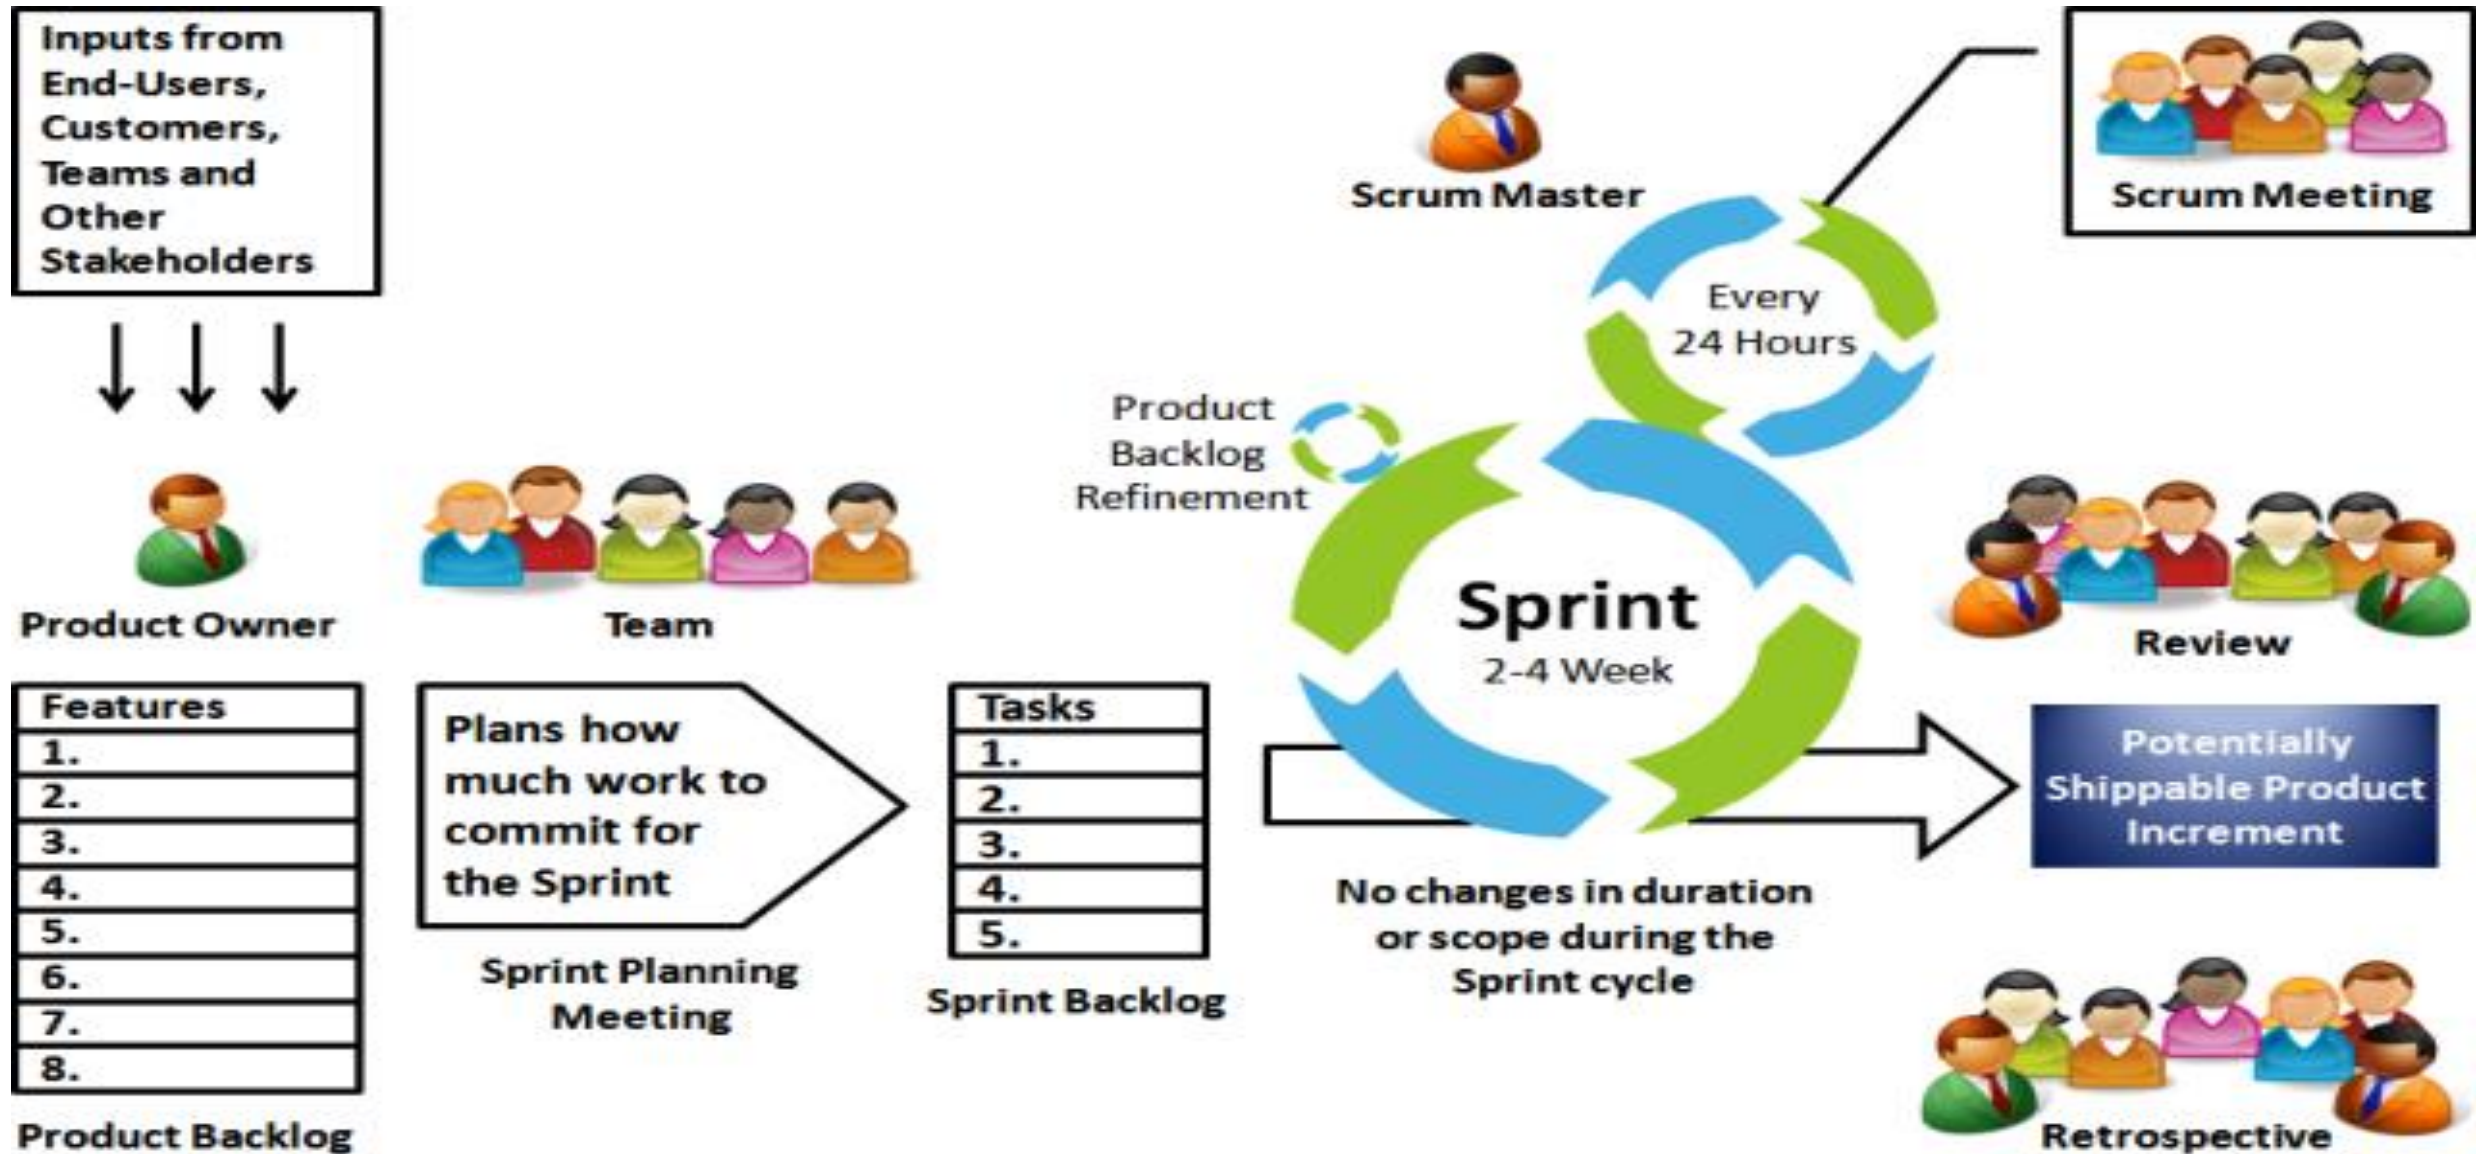 Inputs from
End-Users,
Customers,
Teams and
Other
Stakeholders
Product Owner
Team
Features
1.
2.
3.
4.
5.
6.
7.
8.
Product Backlog
Plans how
much work to
commit for
the Sprint
Sprint Planning
Meeting
Tasks
1.
2.
3.
4.
5.
Sprint Backlog
Scrum Master
Scrum Meeting
Every
24 Hours
Product
Backlog
Refinement
Sprint
2-4 Week
No changes in duration
or scope during the
Sprint cycle
Review
Potentially
Shippable Product
Increment
Retrospective